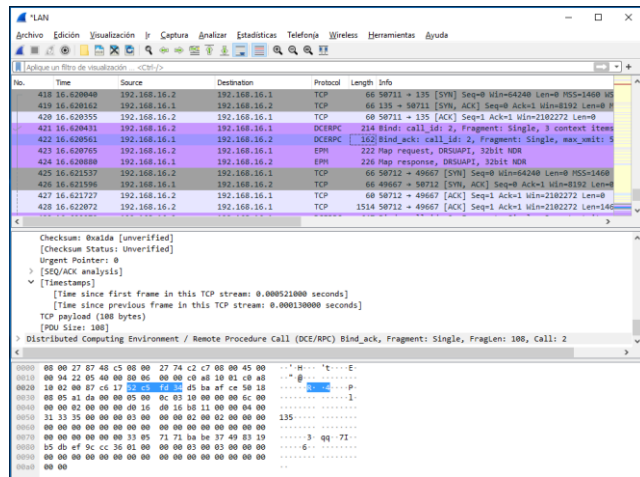 *LAN
Archivo Edición Visualización Ir Captura Analizar Estadísticas Telefonía Wireless Herramientas Ayuda
Aplique un filtro de visualización ... <Ctrl-/>
No. Time Source Destination Protocol Length Info
418 16.620040 192.168.16.2 192.168.16.1 TCP 66 50711 → 135 [SYN] Seq=0 Win=64240 Len=0 MSS=1460 WS
419 16.620162 192.168.16.1 192.168.16.2 TCP 66 135 → 50711 [SYN, ACK] Seq=0 Ack=1 Win=8192 Len=0 M
420 16.620355 192.168.16.2 192.168.16.1 TCP 60 50711 → 135 [ACK] Seq=1 Ack=1 Win=2102272 Len=0
421 16.620431 192.168.16.2 192.168.16.1 DCERPC 214 Bind: call_id: 2, Fragment: Single, 3 context items
422 16.620561 192.168.16.1 192.168.16.2 DCERPC 162 Bind_ack: call_id: 2, Fragment: Single, max_xmit: 5
423 16.620765 192.168.16.2 192.168.16.1 EPM 222 Map request, DRSUAPI, 32bit NDR
424 16.620880 192.168.16.1 192.168.16.2 EPM 226 Map response, DRSUAPI, 32bit NDR
425 16.621537 192.168.16.2 192.168.16.1 TCP 66 50712 → 49667 [SYN] Seq=0 Win=64240 Len=0 MSS=1460
426 16.621596 192.168.16.1 192.168.16.2 TCP 66 49667 → 50712 [SYN, ACK] Seq=0 Ack=1 Win=8192 Len=0
427 16.621727 192.168.16.2 192.168.16.1 TCP 60 50712 → 49667 [ACK] Seq=1 Ack=1 Win=2102272 Len=0
428 16.622072 192.168.16.2 192.168.16.1 TCP 1514 50712 → 49667 [ACK] Seq=1 Ack=1 Win=2102272 Len=146
Checksum: 0xa1da [unverified]
[Checksum Status: Unverified]
Urgent Pointer: 0
[SEQ/ACK analysis]
[Timestamps]
[Time since first frame in this TCP stream: 0.000521000 seconds]
[Time since previous frame in this TCP stream: 0.000130000 seconds]
TCP payload (108 bytes)
[PDU Size: 108]
Distributed Computing Environment / Remote Procedure Call (DCE/RPC) Bind_ack, Fragment: Single, FragLen: 108, Call: 2
0000 08 00 27 87 48 c5 08 00 27 74 c2 c7 08 00 45 00 ··'·H··· 't····E·
0010 00 94 22 05 40 00 80 06 00 00 c0 a8 10 01 c0 a8 ··"·@··· ········
0020 10 02 00 87 c6 17 52 c5 fd 34 d5 ba af ce 50 18 ······R· ·4····P·
0030 08 05 a1 da 00 00 05 00 0c 03 10 00 00 00 6c 00 ········ ······l·
0040 00 00 02 00 00 00 d0 16 d0 16 b8 11 00 00 04 00 ········ ········
0050 31 33 35 00 00 00 03 00 00 00 02 00 02 00 00 00 135····· ········
0060 00 00 00 00 00 00 00 00 00 00 00 00 00 00 00 00 ········ ········
0070 00 00 00 00 00 00 33 05 71 71 ba be 37 49 83 19 ······3· qq··7I··
0080 b5 db ef 9c cc 36 01 00 00 00 03 00 03 00 00 00 ·····6·· ········
0090 00 00 00 00 00 00 00 00 00 00 00 00 00 00 00 00 ········ ········
00a0 00 00 ··